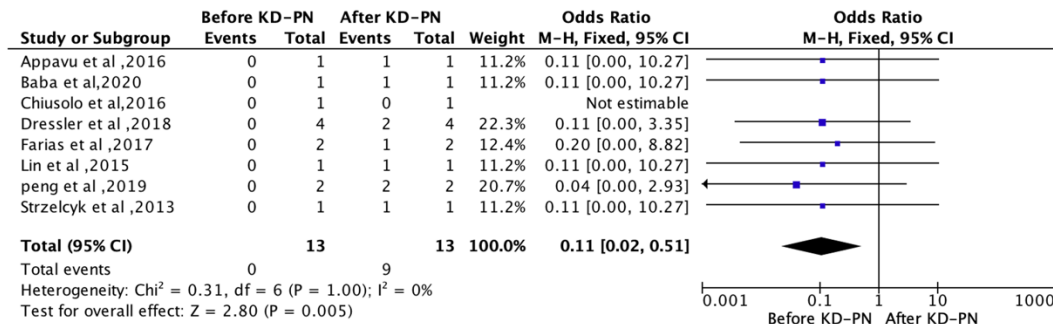 Before KD-PN After KD-PN Odds Ratio Odds Ratio
Study or Subgroup Events Total Events Total Weight M-H, Fixed, 95% CI M-H, Fixed, 95% CI
Appavu et al ,2016 0 1 1 1 11.2% 0.11 [0.00, 10.27]
Baba et al,2020 0 1 1 1 11.2% 0.11 [0.00, 10.27]
Chiusolo et al,2016 0 1 0 1 Not estimable
Dressler et al ,2018 0 4 2 4 22.3% 0.11 [0.00, 3.35]
Farias et al ,2017 0 2 1 2 12.4% 0.20 [0.00, 8.82]
Lin et al ,2015 0 1 1 1 11.2% 0.11 [0.00, 10.27]
peng et al ,2019 0 2 2 2 20.7% 0.04 [0.00, 2.93]
Strzelcyk et al ,2013 0 1 1 1 11.2% 0.11 [0.00, 10.27]
Total (95% CI) 13 13 100.0% 0.11 [0.02, 0.51]
Total events 0 9
Heterogeneity: Chi² = 0.31, df = 6 (P = 1.00); I² = 0%
Test for overall effect: Z = 2.80 (P = 0.005)
0.001 0.1 1 10 1000
Before KD-PN After KD-PN